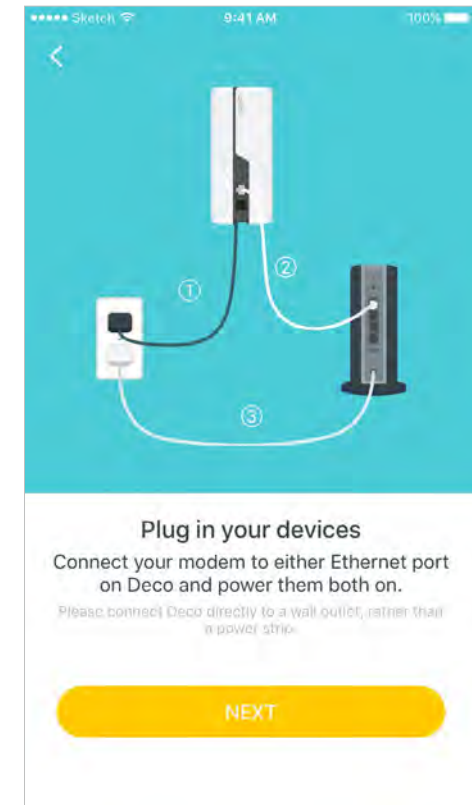 Sketch 9:41 AM 100%
①
②
③
Plug in your devices
Connect your modem to either Ethernet port
on Deco and power them both on.
Please connect Deco directly to a wall outlet, rather than
a power strip.
NEXT